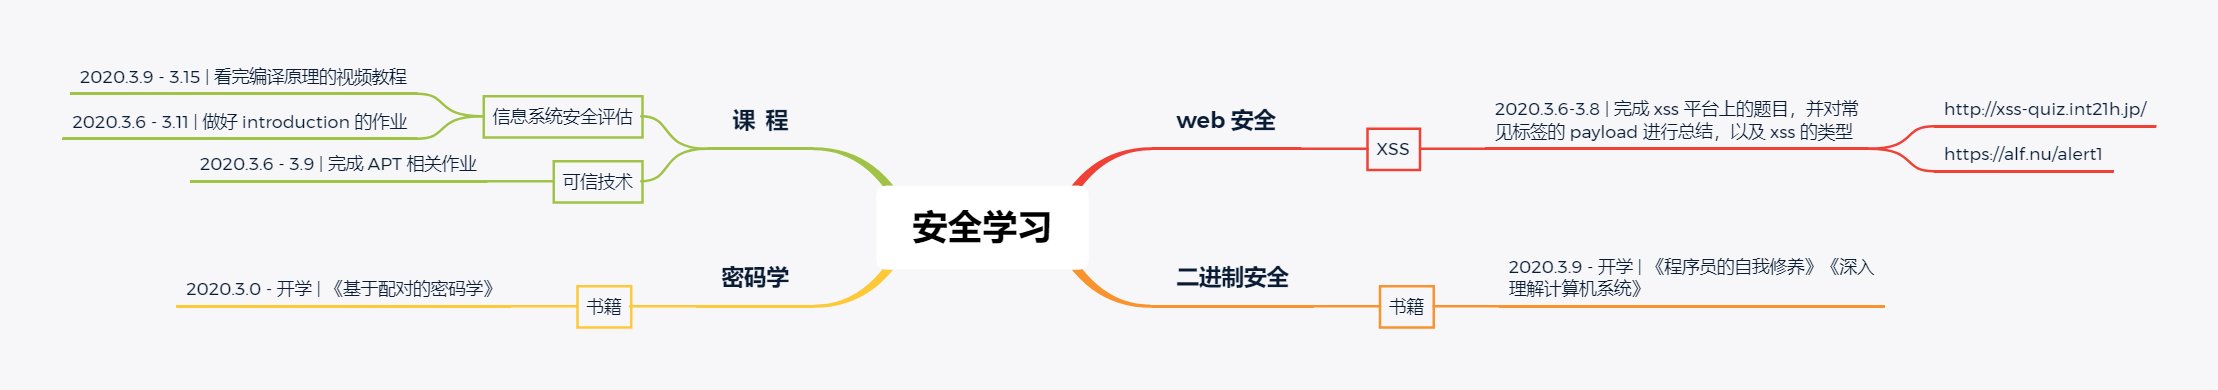 安全学习
课 程
信息系统安全评估
2020.3.9 - 3.15 | 看完编译原理的视频教程
2020.3.6 - 3.11 | 做好 introduction 的作业
可信技术
2020.3.6 - 3.9 | 完成 APT 相关作业
密码学
书籍
2020.3.0 - 开学 | 《基于配对的密码学》
web 安全
XSS
2020.3.6-3.8 | 完成 xss 平台上的题目，并对常
见标签的 payload 进行总结，以及 xss 的类型
http://xss-quiz.int21h.jp/
https://alf.nu/alert1
二进制安全
书籍
2020.3.9 - 开学 | 《程序员的自我修养》《深入
理解计算机系统》